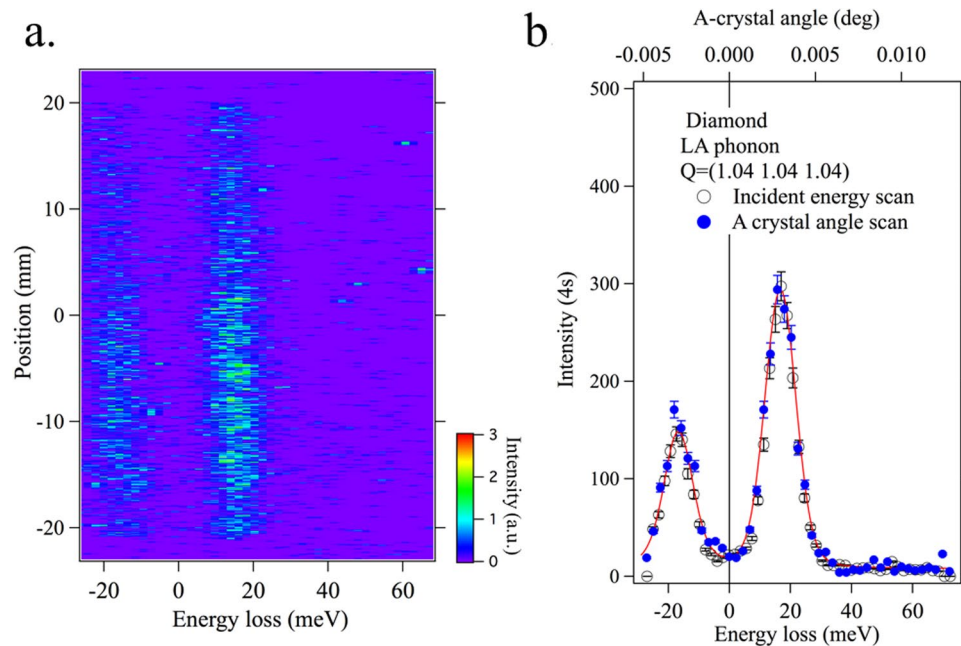 a.
20
10
0
-10
-20
Position (mm)
-20
0
20
40
60
Energy loss (meV)
3
2
1
0
Intensity (a.u.)
b
A-crystal angle (deg)
-0.005
0.000
0.005
0.010
500
400
300
200
100
0
Intensity (4s)
Diamond
LA phonon
Q=(1.04 1.04 1.04)
Incident energy scan
A crystal angle scan
-20
0
20
40
60
Energy loss (meV)